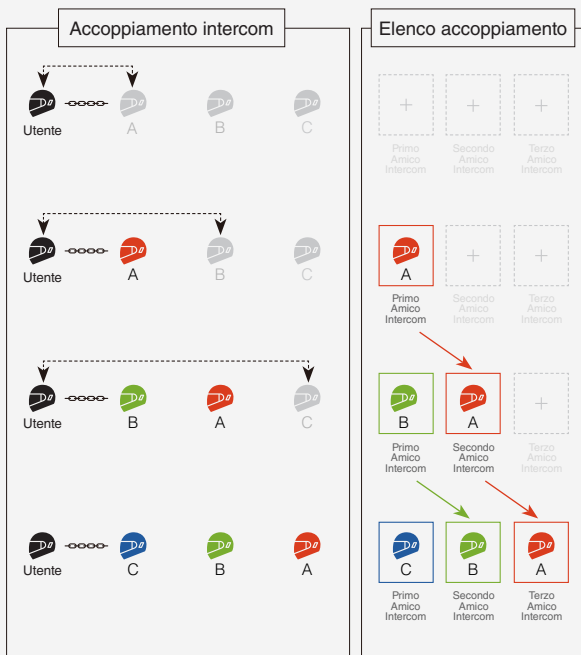 Accoppiamento intercom
Elenco accoppiamento
Utente
A
B
C
+
+
+
Primo
Amico
Intercom
Secondo
Amico
Intercom
Terzo
Amico
Intercom
Utente
A
B
C
A
+
+
Primo
Amico
Intercom
Secondo
Amico
Intercom
Terzo
Amico
Intercom
Utente
B
A
C
B
A
+
Primo
Amico
Intercom
Secondo
Amico
Intercom
Terzo
Amico
Intercom
Utente
C
B
A
C
B
A
Primo
Amico
Intercom
Secondo
Amico
Intercom
Terzo
Amico
Intercom